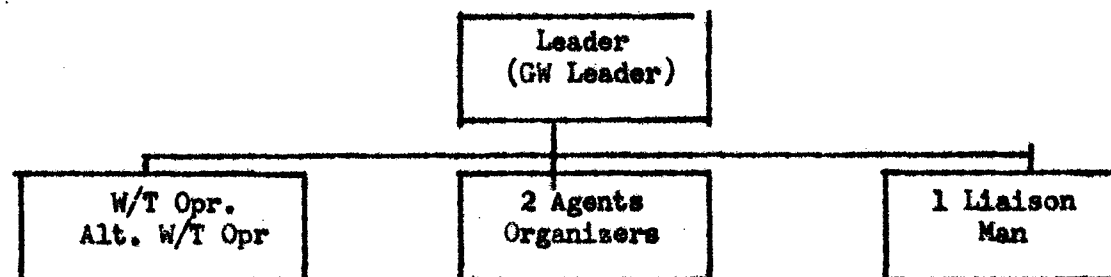 Leader
(GW Leader)
W/T Opr.
Alt. W/T Opr
2 Agents
Organizers
1 Liaison
Man